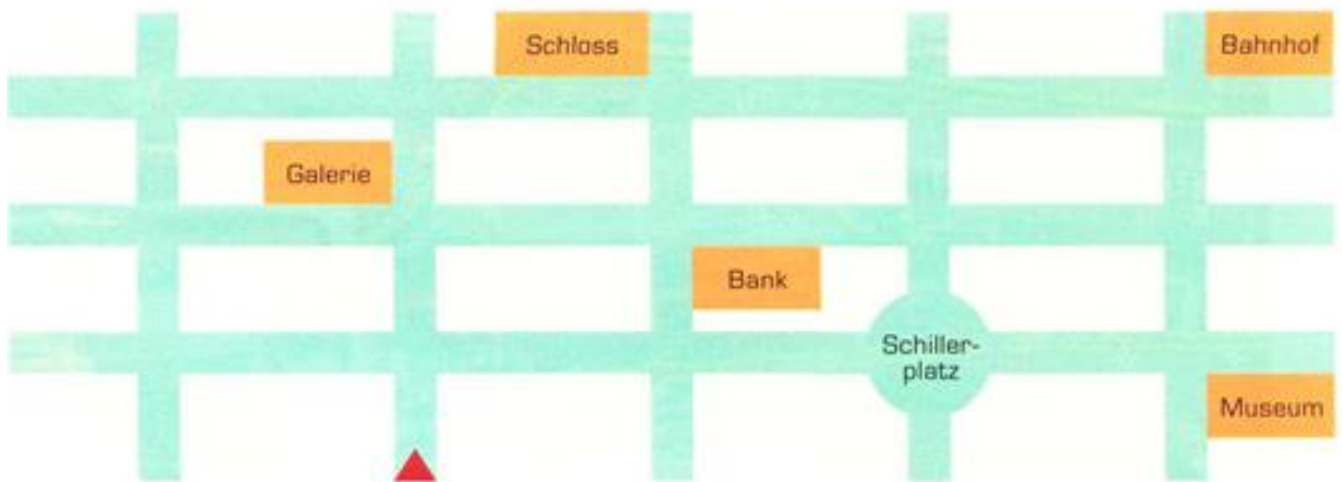 Schloss
Bahnhof
Galerie
Bank
Schiller-
platz
Museum